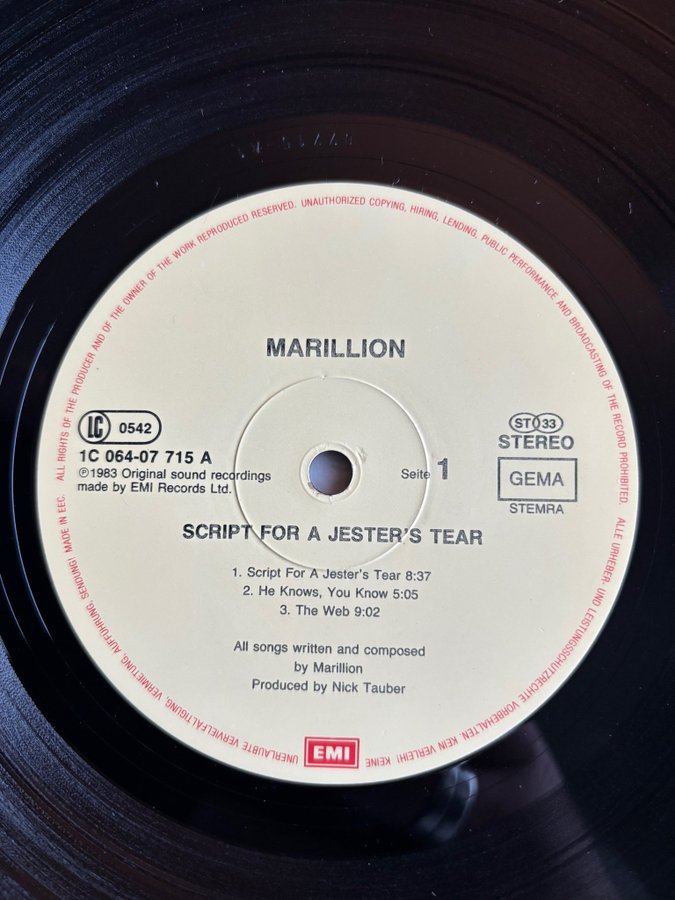 ALL RIGHTS OF THE PRODUCER AND OF THE OWNER OF THE WORK REPRODUCED RESERVED. UNAUTHORIZED COPYING, HIRING, LENDING, PUBLIC PERFORMANCE AND BROADCASTING OF THE RECORD PROHIBITED.
MARILLION
LC 0542
1C 064-07 715 A
℗1983 Original sound recordings
made by EMI Records Ltd.
Seite 1
ST 33
STEREO
GEMA
STEMRA
SCRIPT FOR A JESTER'S TEAR
1. Script For A Jester's Tear 8:37
2. He Knows, You Know 5:05
3. The Web 9:02
All songs written and composed
by Marillion
Produced by Nick Tauber
EMI
ALLE URHEBER- UND LEISTUNGSSCHUTZRECHTE VORBEHALTEN. KEIN VERLEIH! KEINE UNERLAUBTE VERVIELFÄLTIGUNG, VERMIETUNG, AUFFÜHRUNG, SENDUNG! MADE IN EEC.